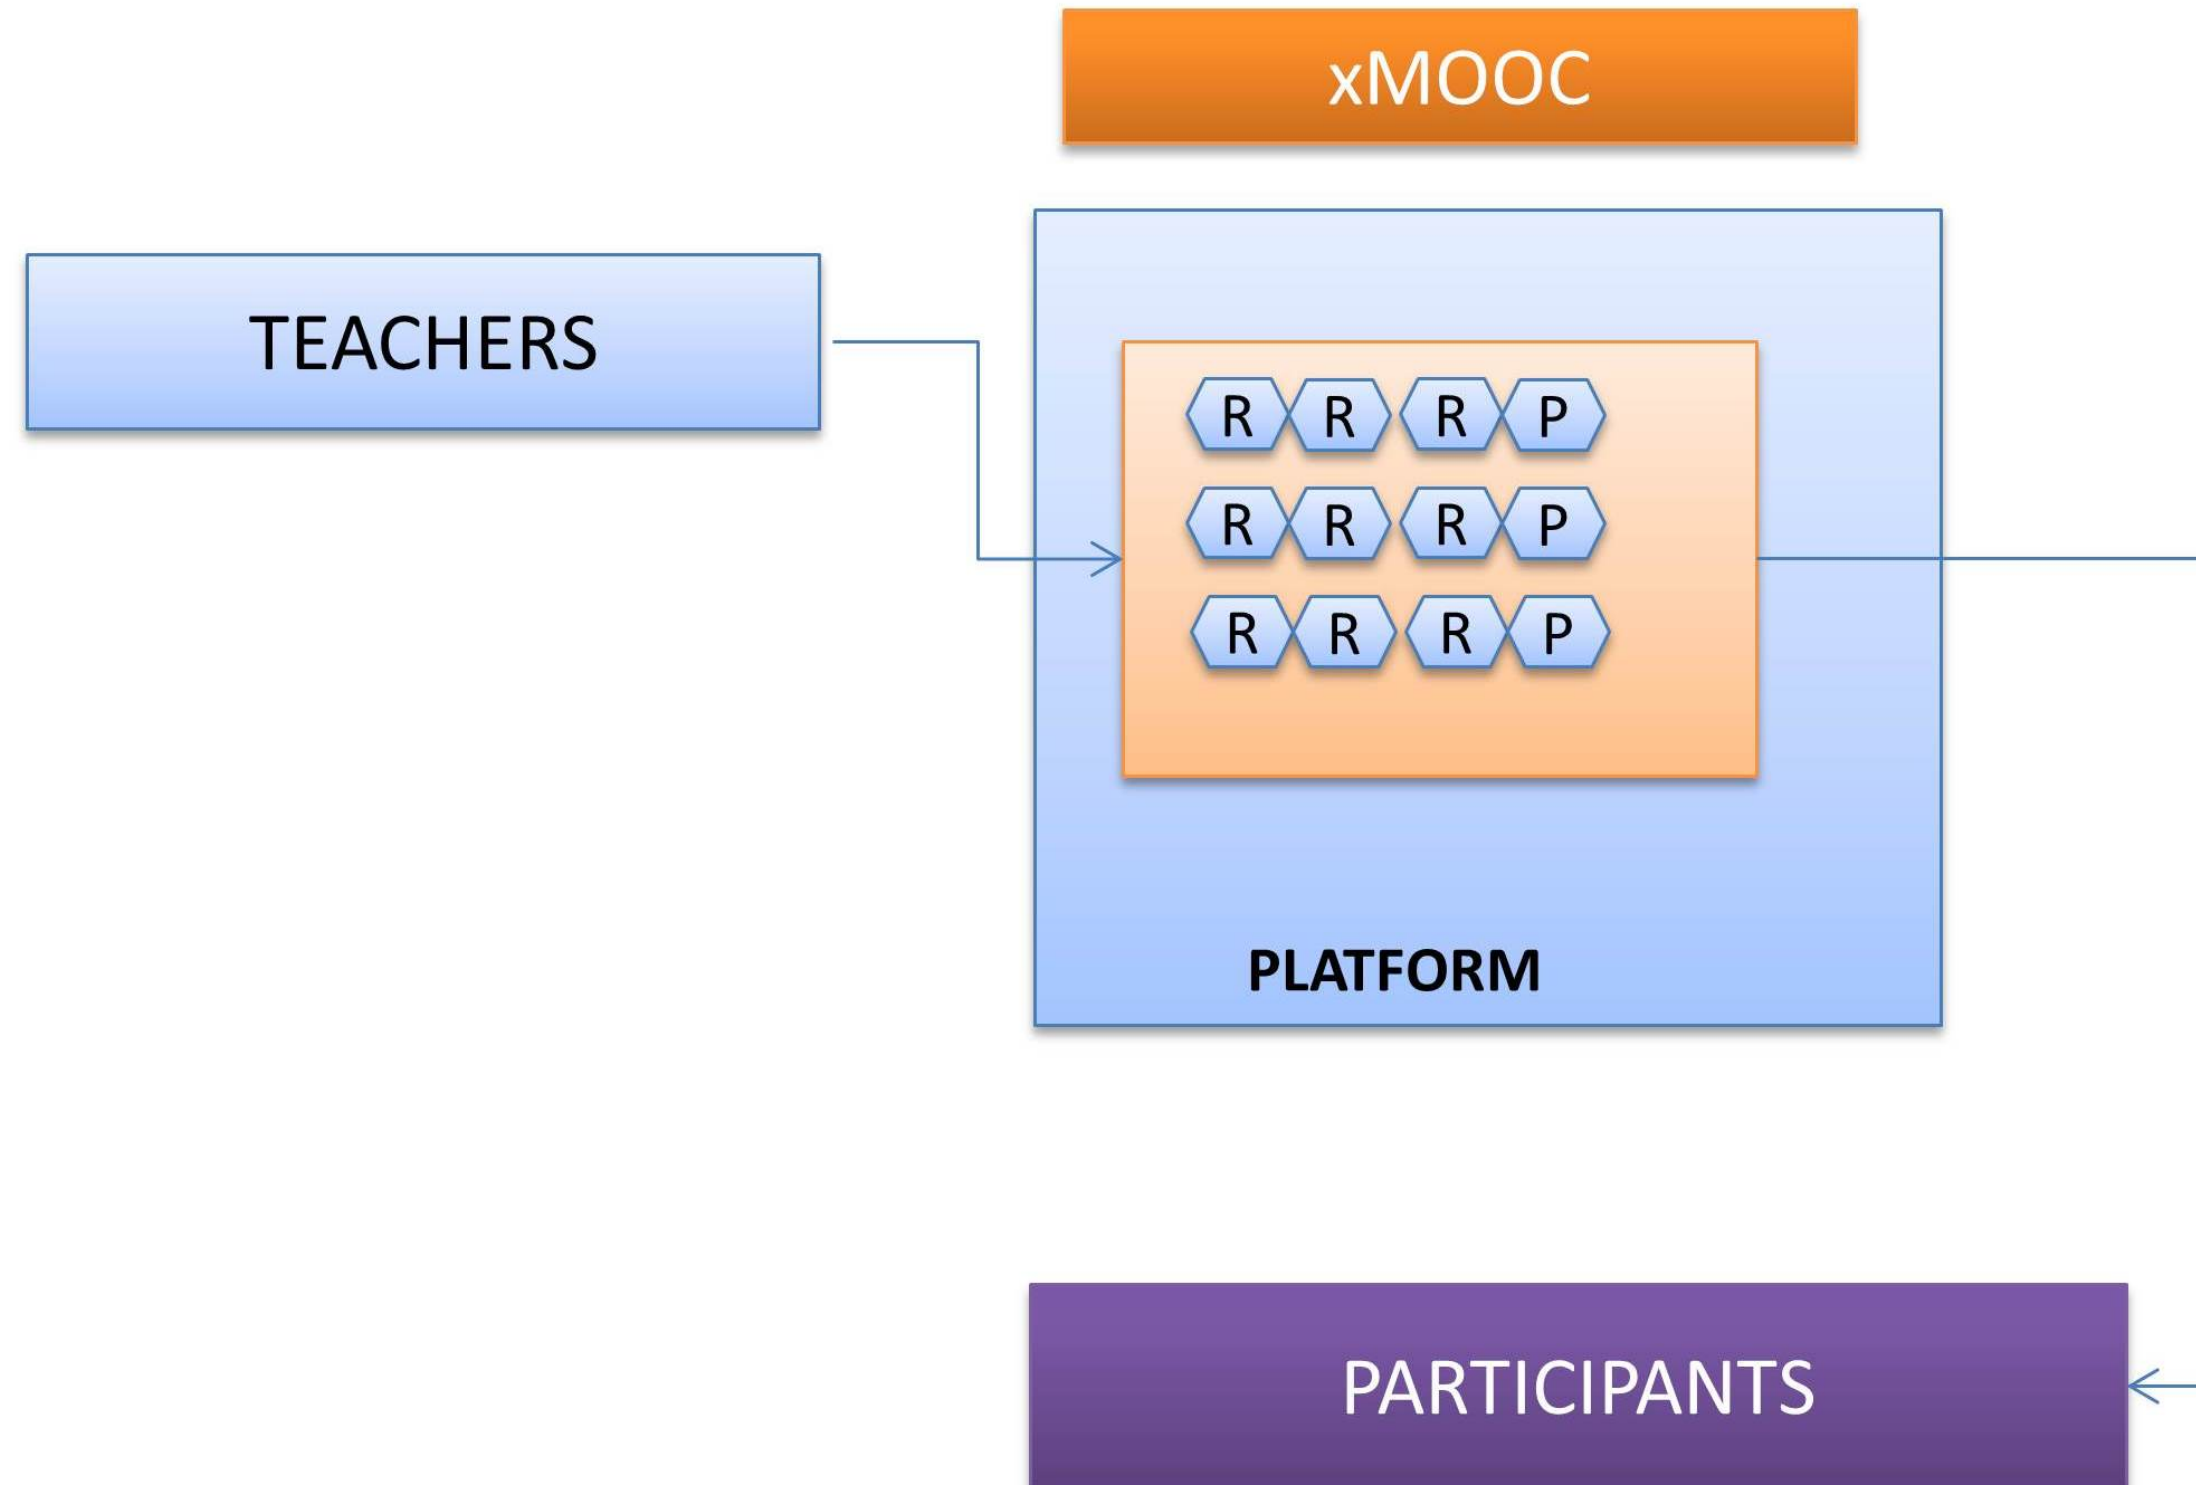 xMOOC
TEACHERS
R R R P
R R R P
R R R P
PLATFORM
PARTICIPANTS